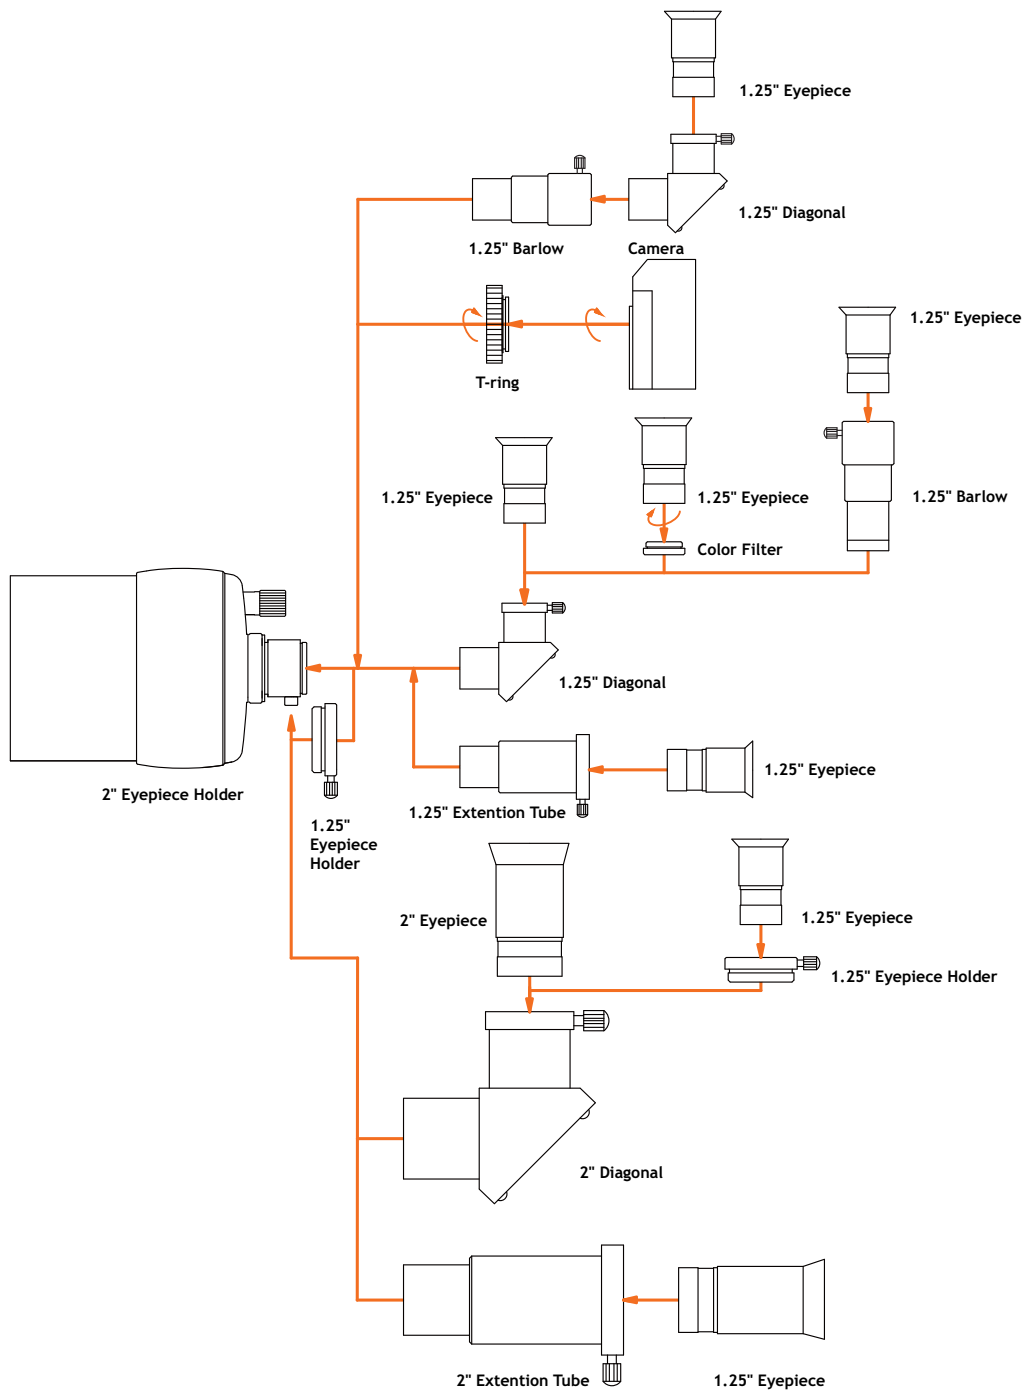 1.25" Eyepiece
1.25" Diagonal
1.25" Barlow
Camera
1.25" Eyepiece
T-ring
1.25" Eyepiece
1.25" Eyepiece
1.25" Barlow
Color Filter
1.25" Diagonal
2" Eyepiece Holder
1.25" Eyepiece
1.25" Extention Tube
1.25"
Eyepiece
Holder
2" Eyepiece
1.25" Eyepiece
1.25" Eyepiece Holder
2" Diagonal
2" Extention Tube
1.25" Eyepiece